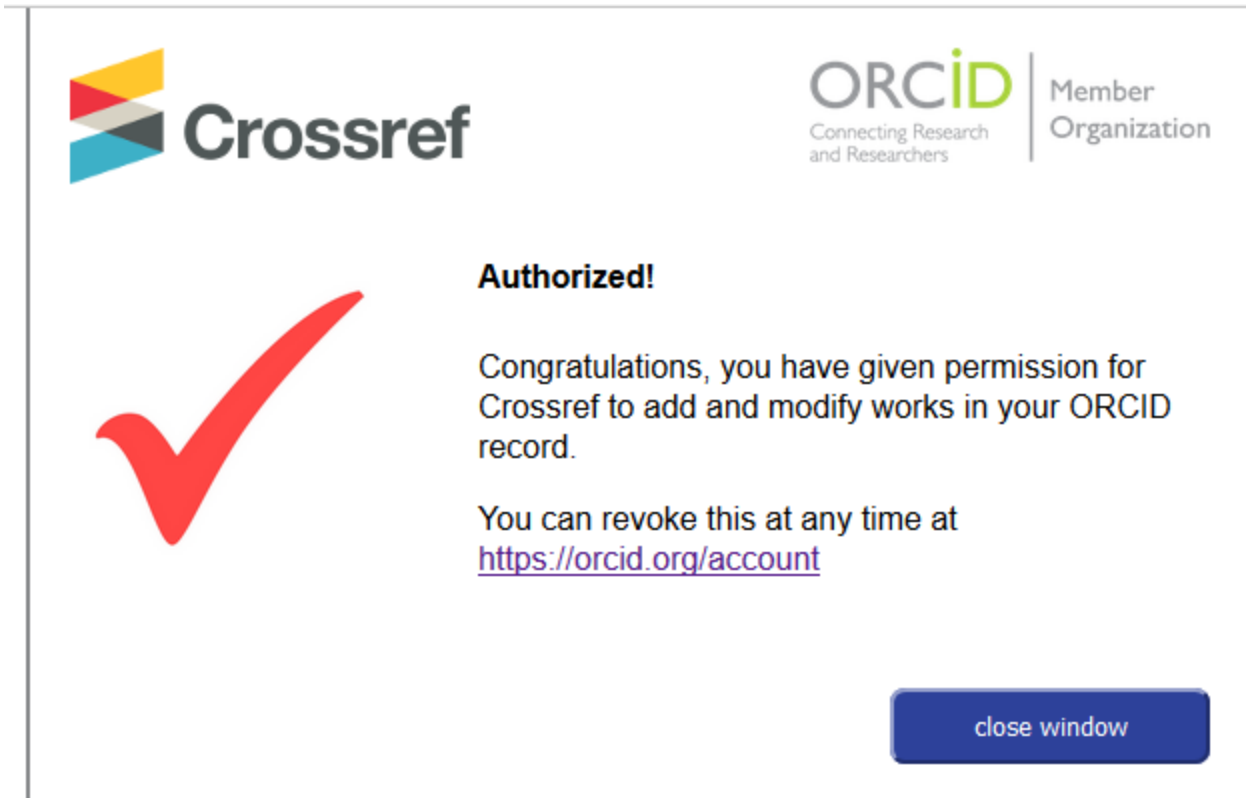 Crossref
ORCID
Connecting Research
and Researchers
Member
Organization
Authorized!
Congratulations, you have given permission for
Crossref to add and modify works in your ORCID
record.
You can revoke this at any time at
https://orcid.org/account
close window